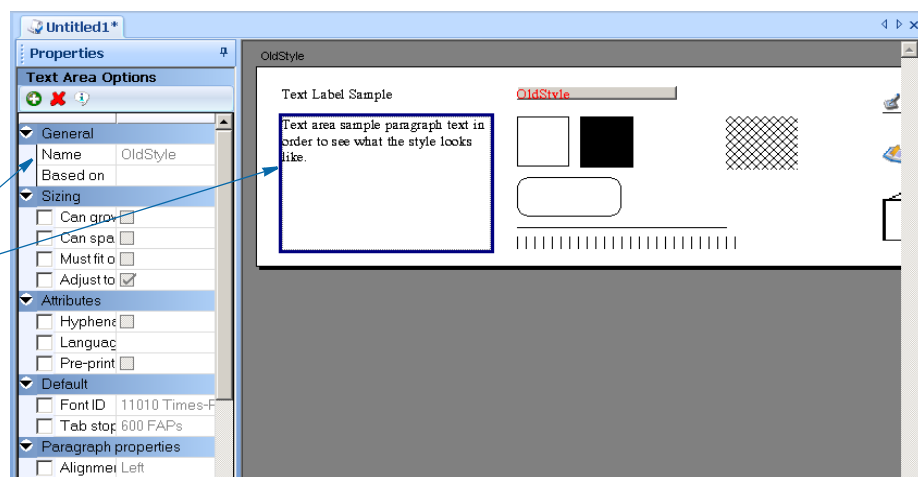 Untitled1*
Properties
Text Area Options
General
Name OldStyle
Based on
Sizing
Can grov
Can spa
Must fit o
Adjust to
Attributes
Hyphena
Languag
Pre-print
Default
Font ID 11010 Times-F
Tab stop 600 FAPs
Paragraph properties
Alignmei Left
OldStyle
Text Label Sample
OldStyle
Text area sample paragraph text in
order to see what the style looks
like.